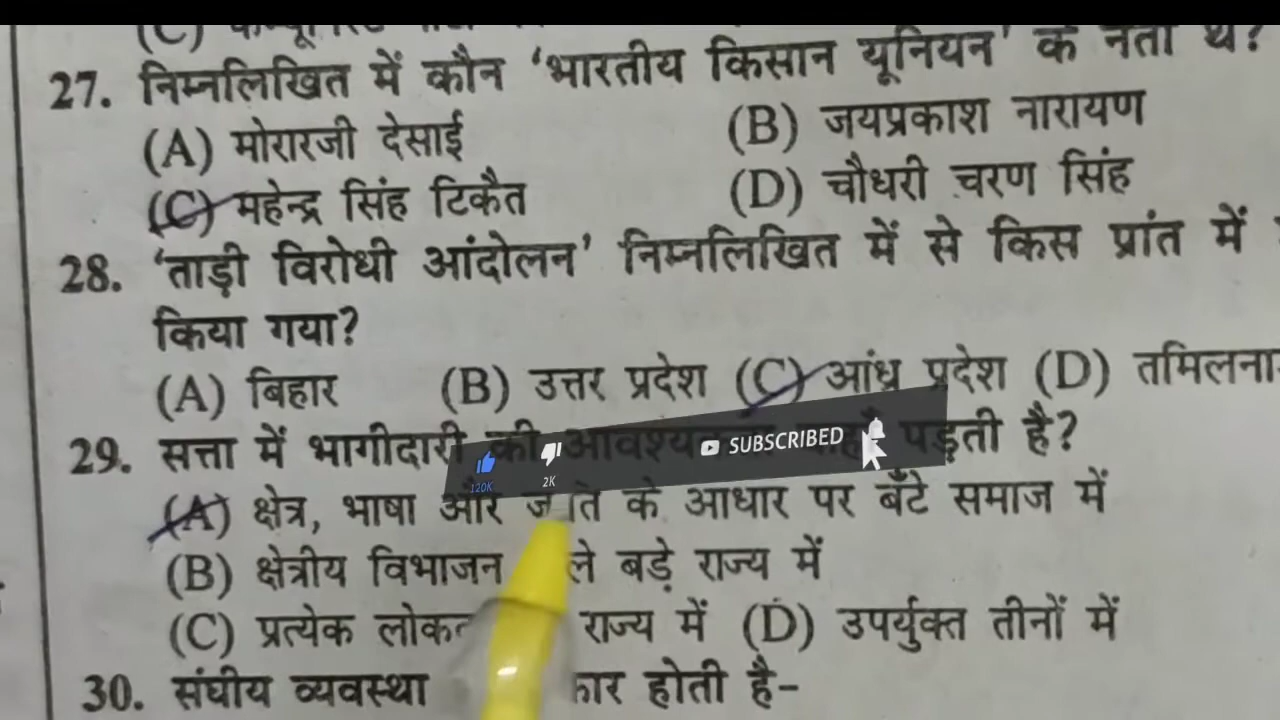 27. निम्नलिखित में कौन 'भारतीय किसान यूनियन' के नेता थे?
(A) मोरारजी देसाई (B) जयप्रकाश नारायण
(C) महेन्द्र सिंह टिकैत (D) चौधरी चरण सिंह
28. 'ताड़ी विरोधी आंदोलन' निम्नलिखित में से किस प्रांत में
किया गया?
(A) बिहार (B) उत्तर प्रदेश (C) आंध्र प्रदेश (D)
29. सत्ता में भागीदारी की पड़ती है?
120K 2K SUBSCRIBED
(A) क्षेत्र, भाषा और जाति के आधार पर बँटे समाज में
(B) क्षेत्रीय विभाजन बड़े राज्य में
(C) प्रत्येक राज्य में (D) उपर्युक्त तीनों में
30. संघीय व्यवस्था होती है-